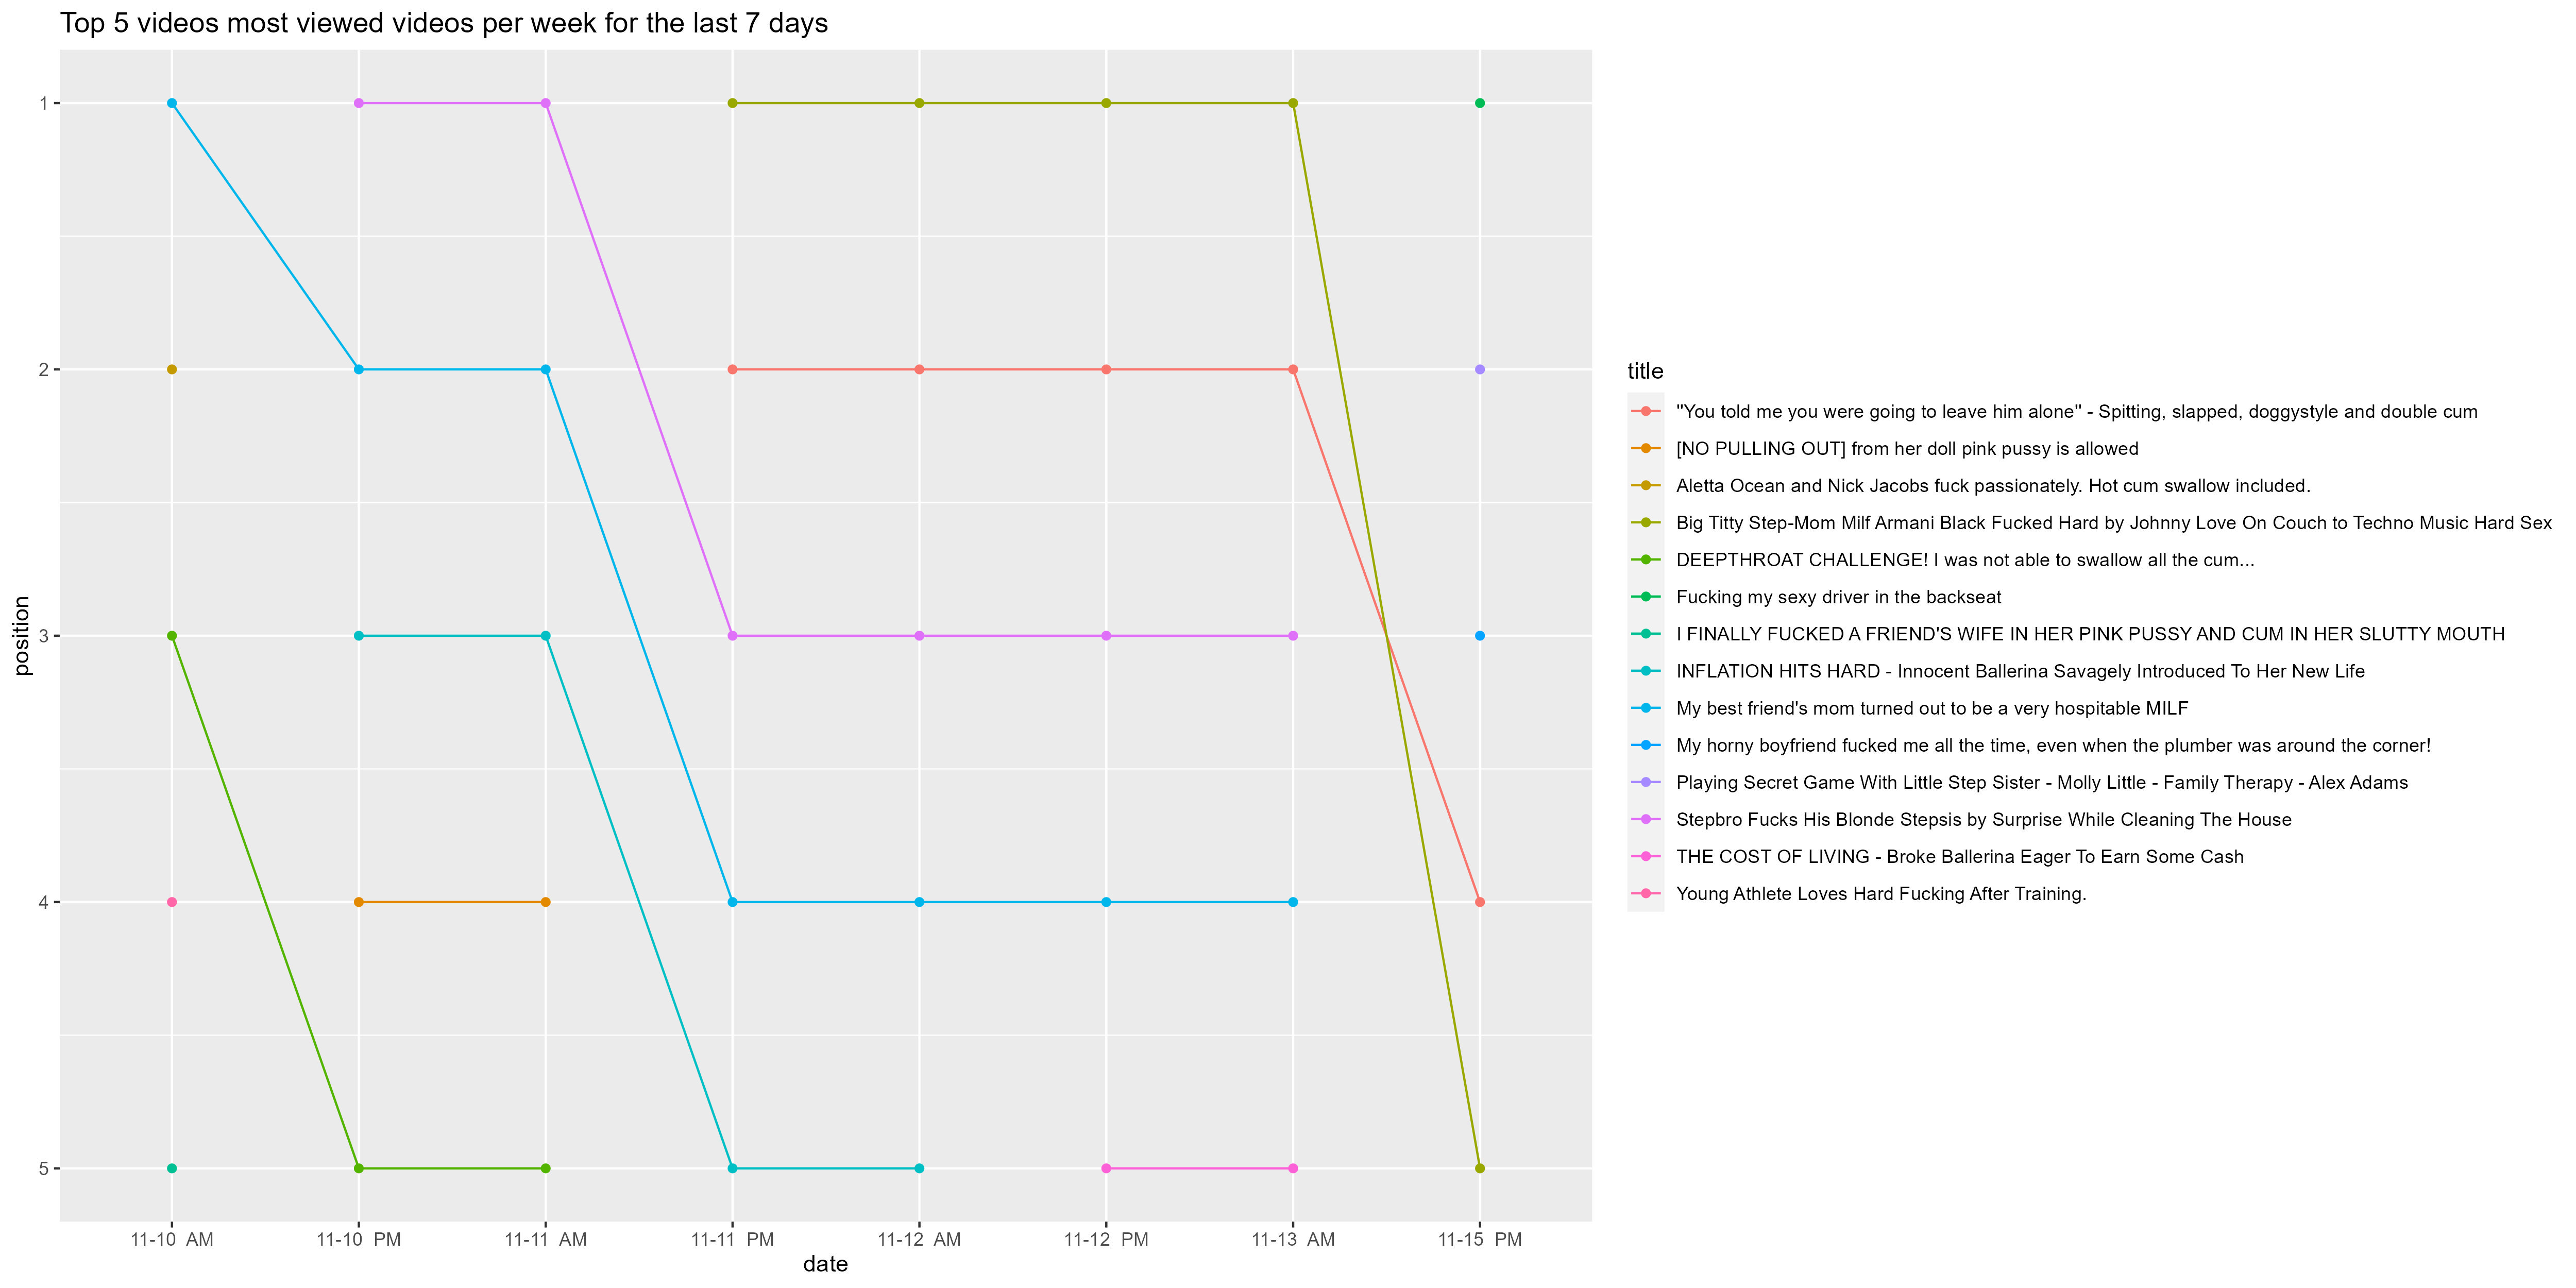 Top 5 videos most viewed videos per week for the last 7 days
1
2
3
4
5
position
11-10 AM
11-10 PM
11-11 AM
11-11 PM
11-12 AM
11-12 PM
11-13 AM
11-15 PM
date
title
"You told me you were going to leave him alone" - Spitting, slapped, doggystyle and double cum
[NO PULLING OUT] from her doll pink pussy is allowed
Aletta Ocean and Nick Jacobs fuck passionately. Hot cum swallow included.
Big Titty Step-Mom Milf Armani Black Fucked Hard by Johnny Love On Couch to Techno Music Hard Sex
DEEPTHROAT CHALLENGE! I was not able to swallow all the cum...
Fucking my sexy driver in the backseat
I FINALLY FUCKED A FRIEND'S WIFE IN HER PINK PUSSY AND CUM IN HER SLUTTY MOUTH
INFLATION HITS HARD - Innocent Ballerina Savagely Introduced To Her New Life
My best friend's mom turned out to be a very hospitable MILF
My horny boyfriend fucked me all the time, even when the plumber was around the corner!
Playing Secret Game With Little Step Sister - Molly Little - Family Therapy - Alex Adams
Stepbro Fucks His Blonde Stepsis by Surprise While Cleaning The House
THE COST OF LIVING - Broke Ballerina Eager To Earn Some Cash
Young Athlete Loves Hard Fucking After Training.